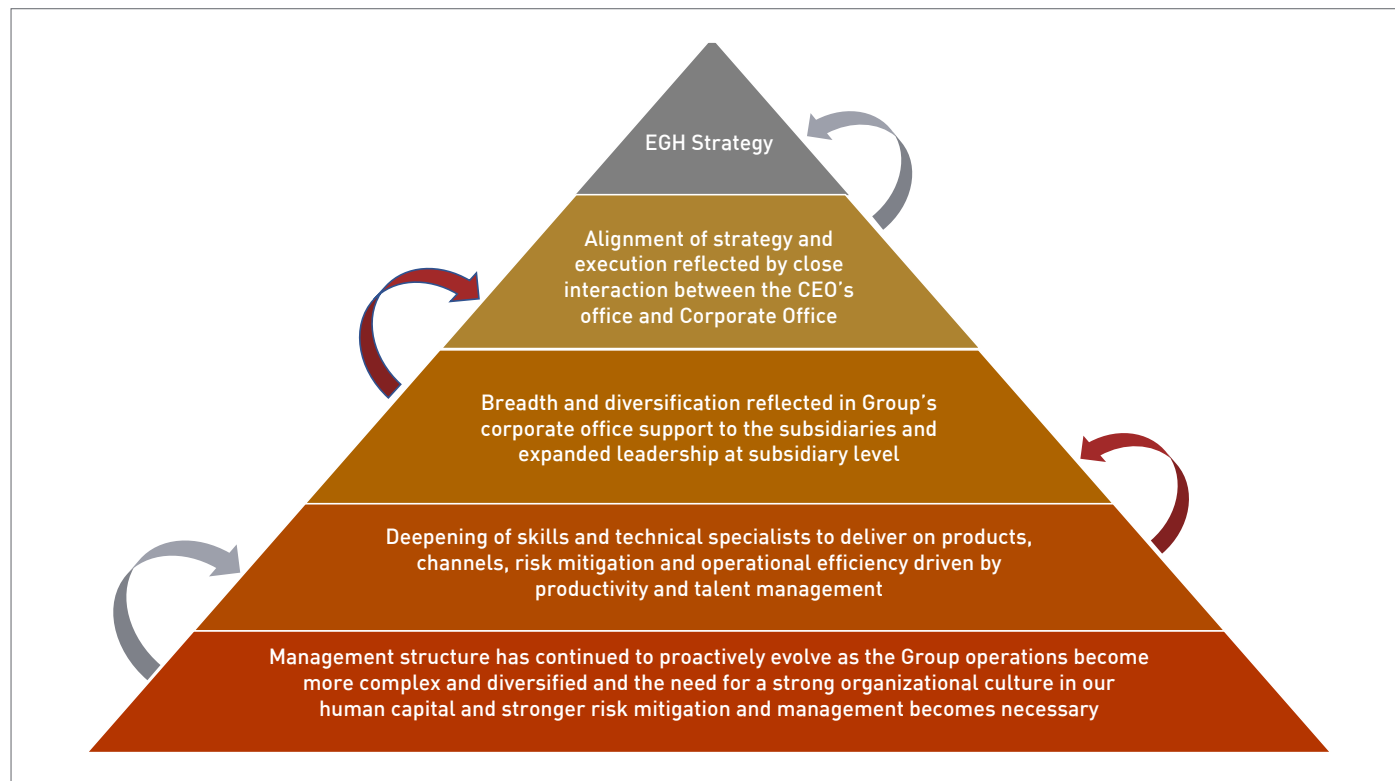 EGH Strategy
Alignment of strategy and
execution reflected by close
interaction between the CEO's
office and Corporate Office
Breadth and diversification reflected in Group's
corporate office support to the subsidiaries and
expanded leadership at subsidiary level
Deepening of skills and technical specialists to deliver on products,
channels, risk mitigation and operational efficiency driven by
productivity and talent management
Management structure has continued to proactively evolve as the Group operations become
more complex and diversified and the need for a strong organizational culture in our
human capital and stronger risk mitigation and management becomes necessary